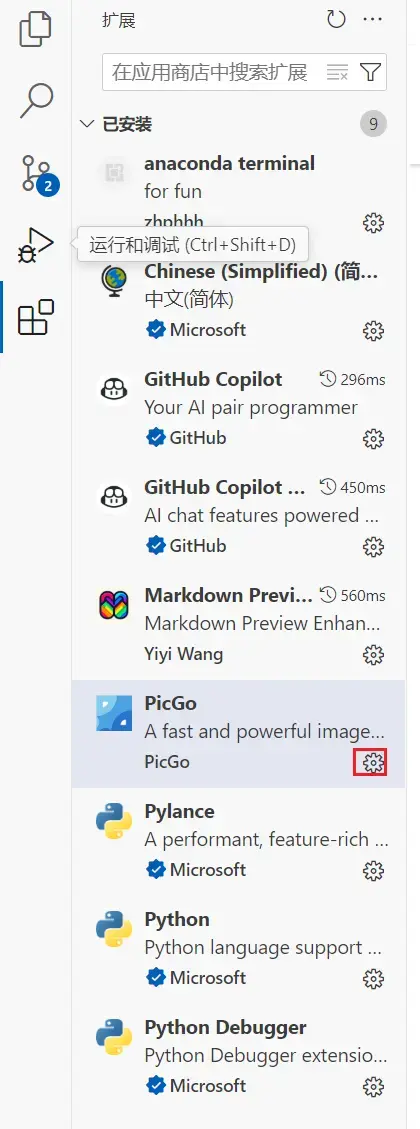 扩展
在应用商店中搜索扩展
已安装
9
2
anaconda terminal
for fun
zhphhh
运行和调试 (Ctrl+Shift+D)
Chinese (Simplified) (简...
中文(简体)
Microsoft
GitHub Copilot
296ms
Your AI pair programmer
GitHub
GitHub Copilot ...
450ms
AI chat features powered ...
GitHub
Markdown Previ...
560ms
Markdown Preview Enhan...
Yiyi Wang
PicGo
A fast and powerful image...
PicGo
Pylance
A performant, feature-rich ...
Microsoft
Python
Python language support ...
Microsoft
Python Debugger
Python Debugger extensio...
Microsoft